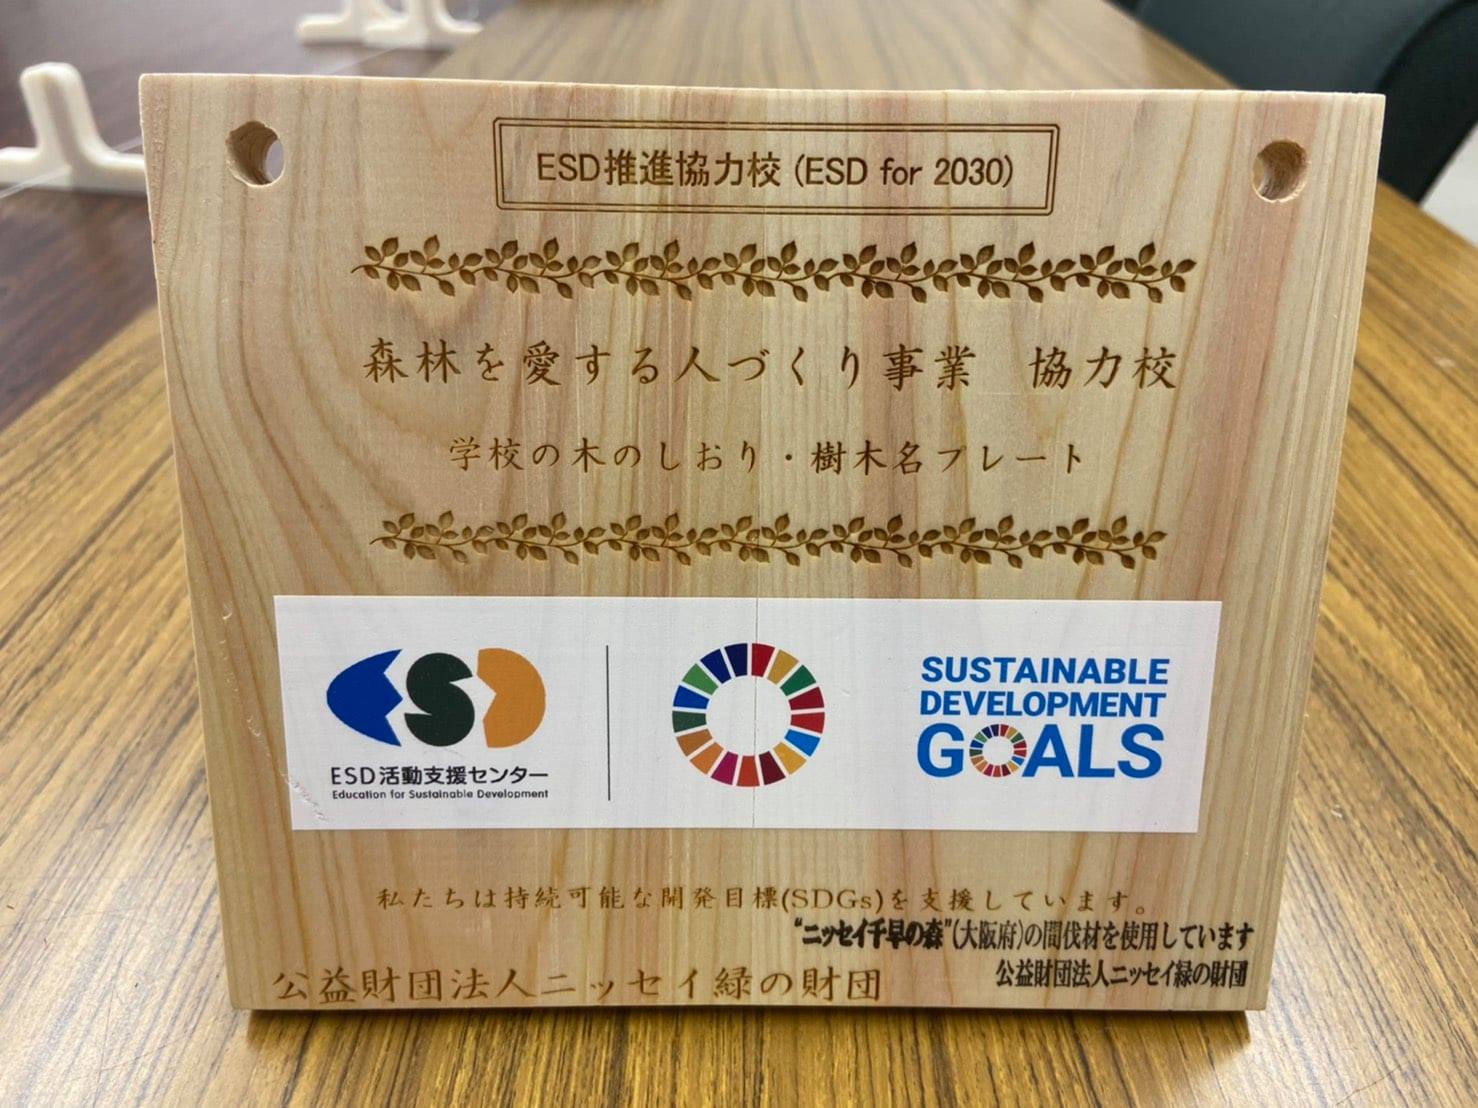 ESD推進協力校 (ESD for 2030)
森林を愛する人づくり事業　協力校
学校の木のしおり・樹木名プレート
ESD
ESD活動支援センター
Education for Sustainable Development
SUSTAINABLE
DEVELOPMENT
GOALS
私たちは持続可能な開発目標(SDGs)を支援しています。
“ニッセイ千早の森”(大阪府)の間伐材を使用しています
公益財団法人ニッセイ緑の財団
公益財団法人ニッセイ緑の財団